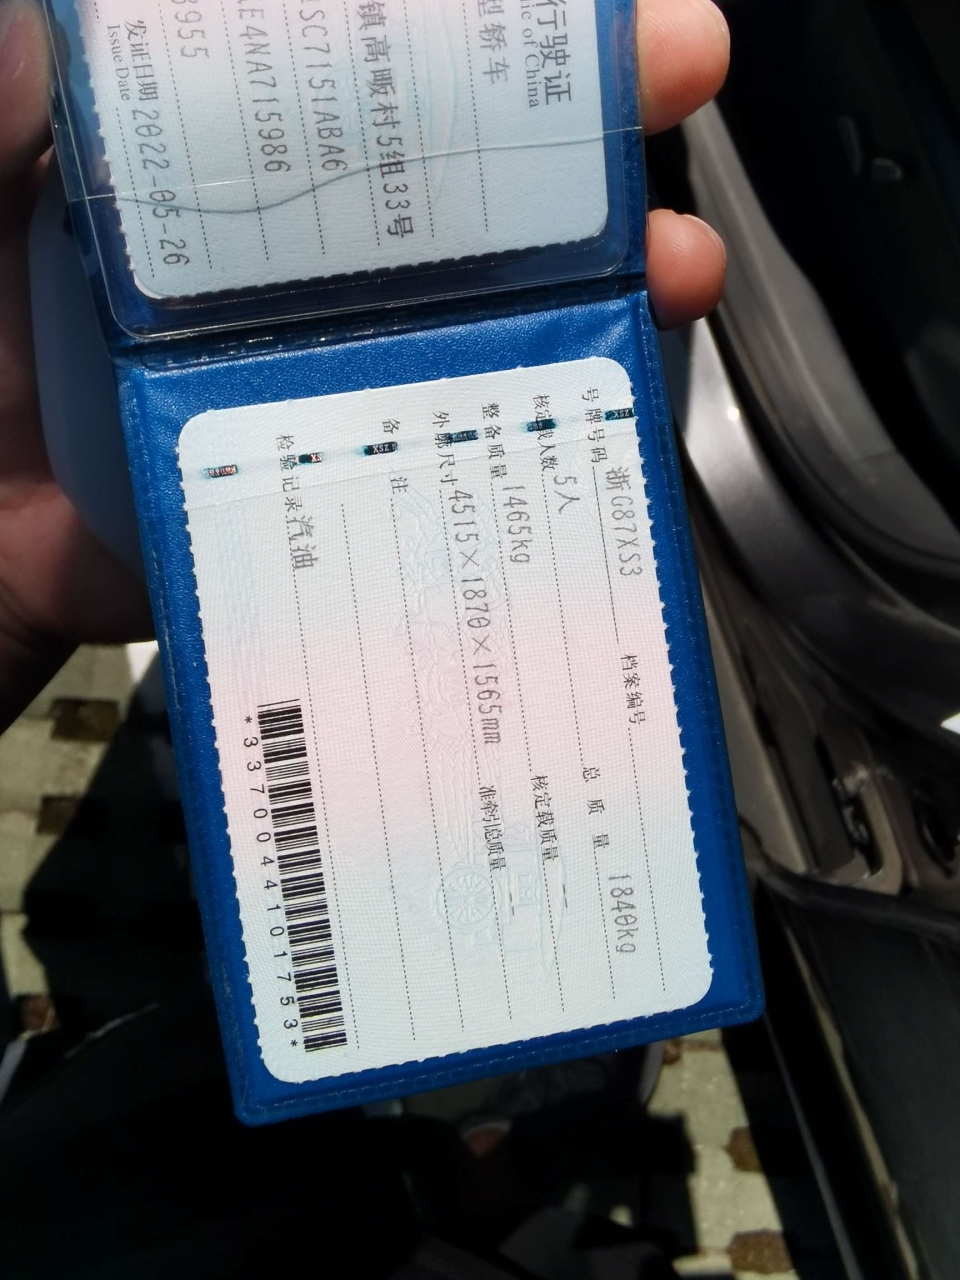 行驶证
ic of China
型轿车
镇高畈村5组33号
SC7151ABA6
E4NA715986
3955
发证日期 2022-05-26
Issue Date
号牌号码 浙G87XS3 档案编号
核定载人数 5人 总质量 1840kg
整备质量 1465kg 核定载质量 --
外廓尺寸 4515×1870×1565mm 准牵引总质量 --
备注
检验记录 汽油
*3370044101753*